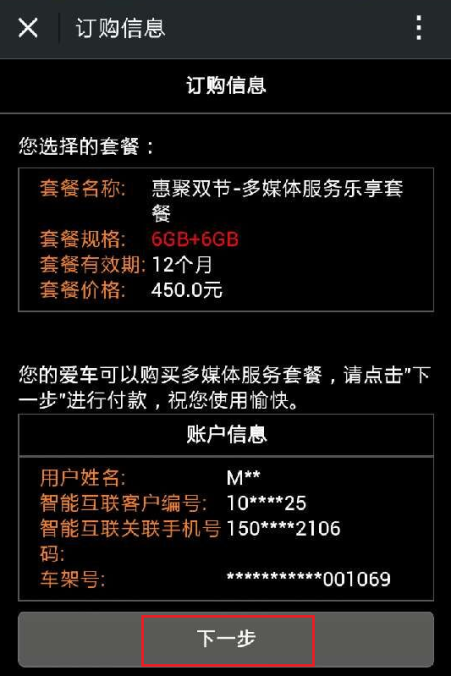 订购信息
订购信息
您选择的套餐：
套餐名称: 惠聚双节-多媒体服务乐享套
餐
套餐规格: 6GB+6GB
套餐有效期: 12个月
套餐价格: 450.0元
您的爱车可以购买多媒体服务套餐，请点击"下
一步"进行付款，祝您使用愉快。
账户信息
用户姓名: M**
智能互联客户编号: 10****25
智能互联关联手机号 150****2106
码:
车架号: ***********001069
下一步